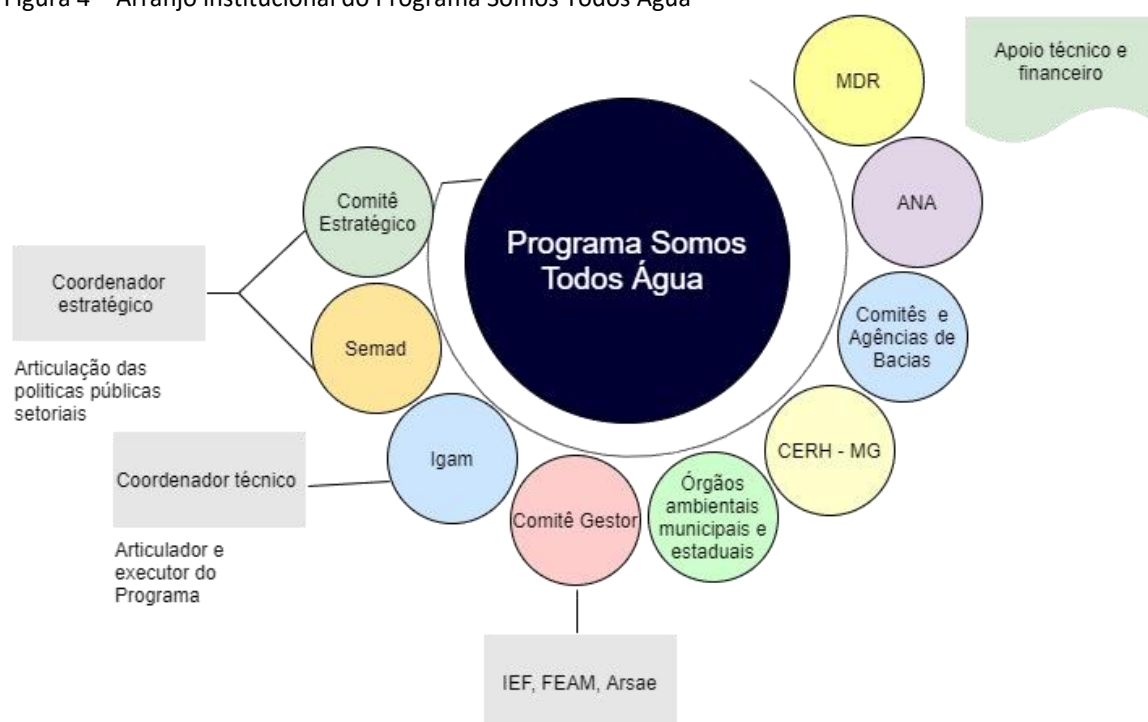 Figura 4 – Arranjo institucional do Programa Somos Todos Água
Apoio técnico e
financeiro
MDR
ANA
Comitês e
Agências de
Bacias
CERH - MG
Órgãos
ambientais
municipais e
estaduais
Comitê Gestor
IEF, FEAM, Arsae
Igam
Semad
Comitê
Estratégico
Programa Somos
Todos Água
Coordenador
estratégico
Articulação das
politicas públicas
setoriais
Coordenador técnico
Articulador e
executor do
Programa